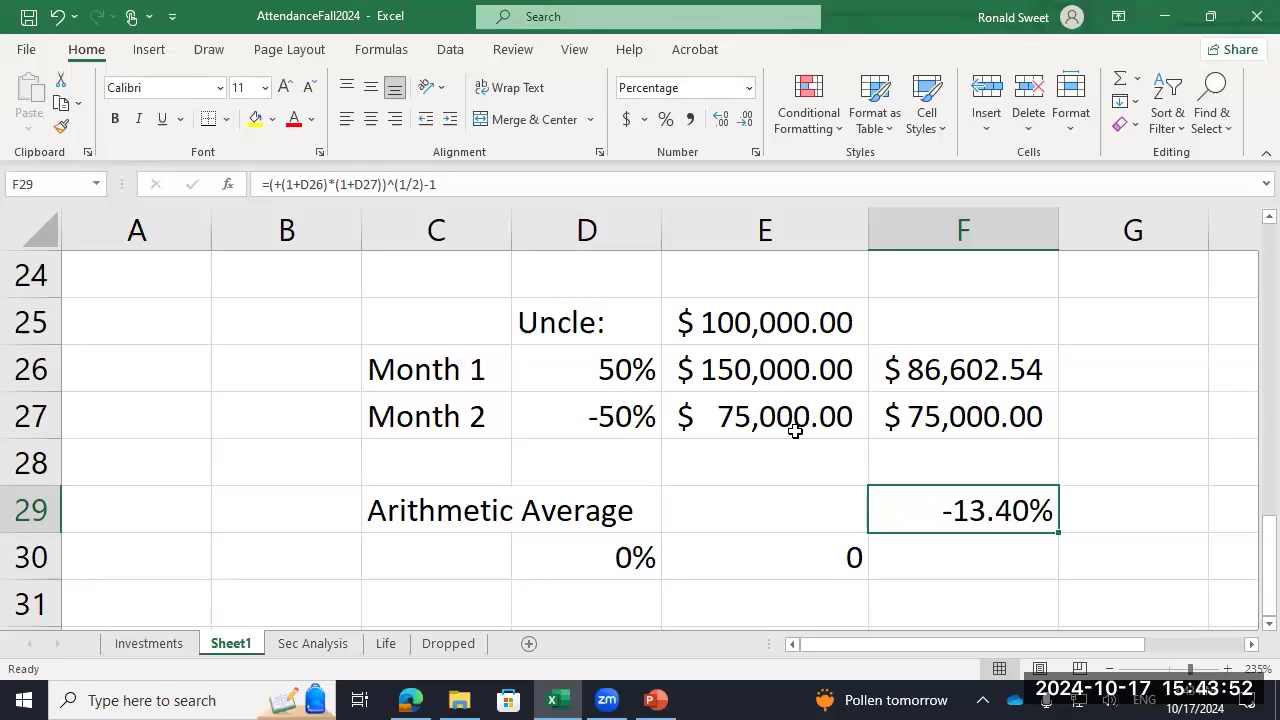 AttendanceFall2024 - Excel
Search
Ronald Sweet
File Home Insert Draw Page Layout Formulas Data Review View Help Acrobat Share
Paste
Clipboard
Calibri 11
B I U A
Font
Wrap Text
Merge & Center
Alignment
Percentage
$ %
Number
Conditional Formatting
Format as Table
Cell Styles
Styles
Insert Delete Format
Cells
Sort & Filter
Find & Select
Editing
F29 fx =(+(1+D26)*(1+D27))^(1/2)-1
A B C D E F G
24
25 Uncle: $ 100,000.00
26 Month 1 50% $ 150,000.00 $ 86,602.54
27 Month 2 -50% $ 75,000.00 $ 75,000.00
28
29 Arithmetic Average -13.40%
30 0% 0
31
Investments Sheet1 Sec Analysis Life Dropped
Ready 235%
Type here to search
zm
Pollen tomorrow
ENG
2024-10-17 15:43:52
10/17/2024